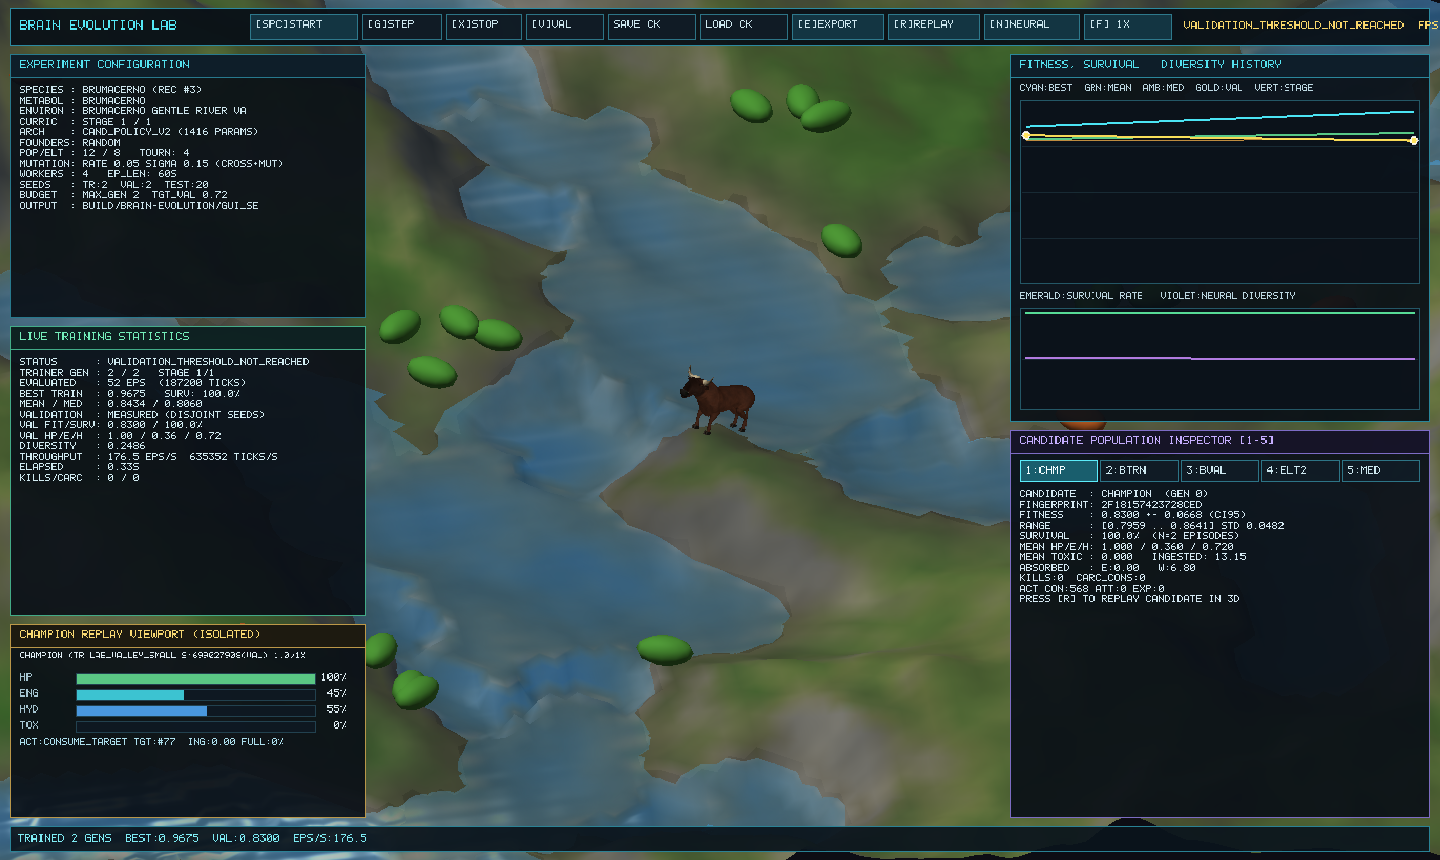 BRAIN EVOLUTION LAB
[SPC]START
[G]STEP
[X]STOP
[V]VAL
SAVE CK
LOAD CK
[E]EXPORT
[R]REPLAY
[N]NEURAL
[F] 1X
VALIDATION_THRESHOLD_NOT_REACHED FPS
EXPERIMENT CONFIGURATION
SPECIES : BRUMACERNO (REC #3)
METABOL : BRUMACERNO
ENVIRON : BRUMACERNO GENTLE RIVER VA
CURRIC : STAGE 1 / 1
ARCH : CAND_POLICY_V2 (1416 PARAMS)
FOUNDERS: RANDOM
POP/ELT : 12 / 8 TOURN: 4
MUTATION: RATE 0.05 SIGMA 0.15 (CROSS+MUT)
WORKERS : 4 EP_LEN: 60S
SEEDS : TR:2 VAL:2 TEST:20
BUDGET : MAX_GEN 2 TGT_VAL 0.72
OUTPUT : BUILD/BRAIN-EVOLUTION/GUI_SE
LIVE TRAINING STATISTICS
STATUS : VALIDATION_THRESHOLD_NOT_REACHED
TRAINER GEN : 2 / 2 STAGE 1/1
EVALUATED : 52 EPS (187200 TICKS)
BEST TRAIN : 0.9675 SURV: 100.0%
MEAN / MED : 0.8434 / 0.8060
VALIDATION : MEASURED (DISJOINT SEEDS)
VAL FIT/SURV: 0.8300 / 100.0%
VAL HP/E/H : 1.00 / 0.36 / 0.72
DIVERSITY : 0.2486
THROUGHPUT : 176.5 EPS/S 635352 TICKS/S
ELAPSED : 0.33S
KILLS/CARC : 0 / 0
CHAMPION REPLAY VIEWPORT (ISOLATED)
CHAMPION (TR
1.0/1X
HP 100%
ENG 45%
HYD 55%
TOX 0%
ACT:CONSUME_TARGET TGT:#77 ING:0.00 FULL:0%
FITNESS, SURVIVAL DIVERSITY HISTORY
CYAN:BEST GRN:MEAN AMB:MED GOLD:VAL VERT:STAGE
EMERALD:SURVIVAL RATE VIOLET:NEURAL DIVERSITY
CANDIDATE POPULATION INSPECTOR [1-5]
1:CHMP
2:BTRN
3:BVAL
4:ELT2
5:MED
CANDIDATE : CHAMPION (GEN 0)
FINGERPRINT: 2F18157423728CED
FITNESS : 0.8300 +- 0.0668 (CI95)
RANGE : [0.7959 .. 0.8641] STD 0.0482
SURVIVAL : 100.0% (N=2 EPISODES)
MEAN HP/E/H: 1.000 / 0.360 / 0.720
MEAN TOXIC : 0.000 INGESTED: 13.15
ABSORBED : E:0.00 W:6.80
KILLS:0 CARC_CONS:0
ACT CON:568 ATT:0 EXP:0
PRESS [R] TO REPLAY CANDIDATE IN 3D
TRAINED 2 GENS BEST:0.9675 VAL:0.8300 EPS/S:176.5